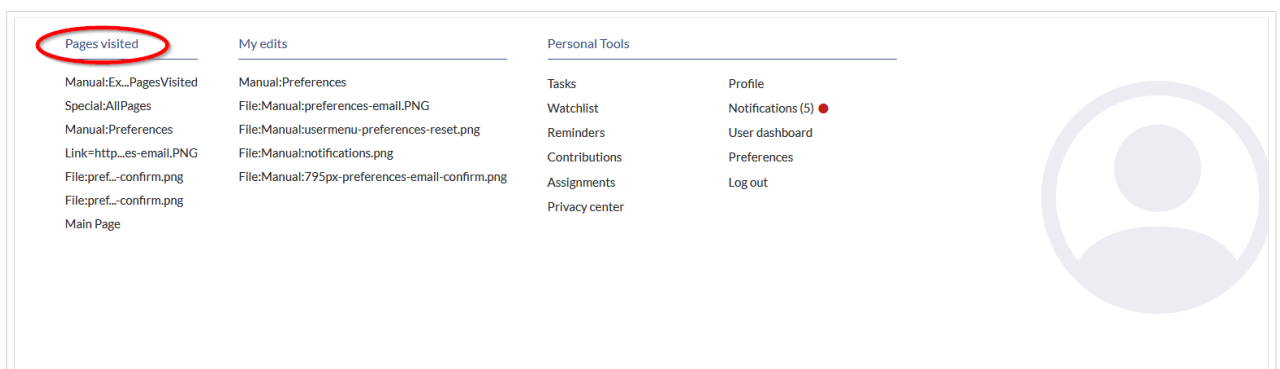 Pages visited
Manual:Ex...PagesVisited
Special:AllPages
Manual:Preferences
Link=http...es-email.PNG
File:pref...-confirm.png
File:pref...-confirm.png
Main Page
My edits
Manual:Preferences
File:Manual:preferences-email.PNG
File:Manual:usermenu-preferences-reset.png
File:Manual:notifications.png
File:Manual:795px-preferences-email-confirm.png
Personal Tools
Tasks
Watchlist
Reminders
Contributions
Assignments
Privacy center
Profile
Notifications (5)
User dashboard
Preferences
Log out